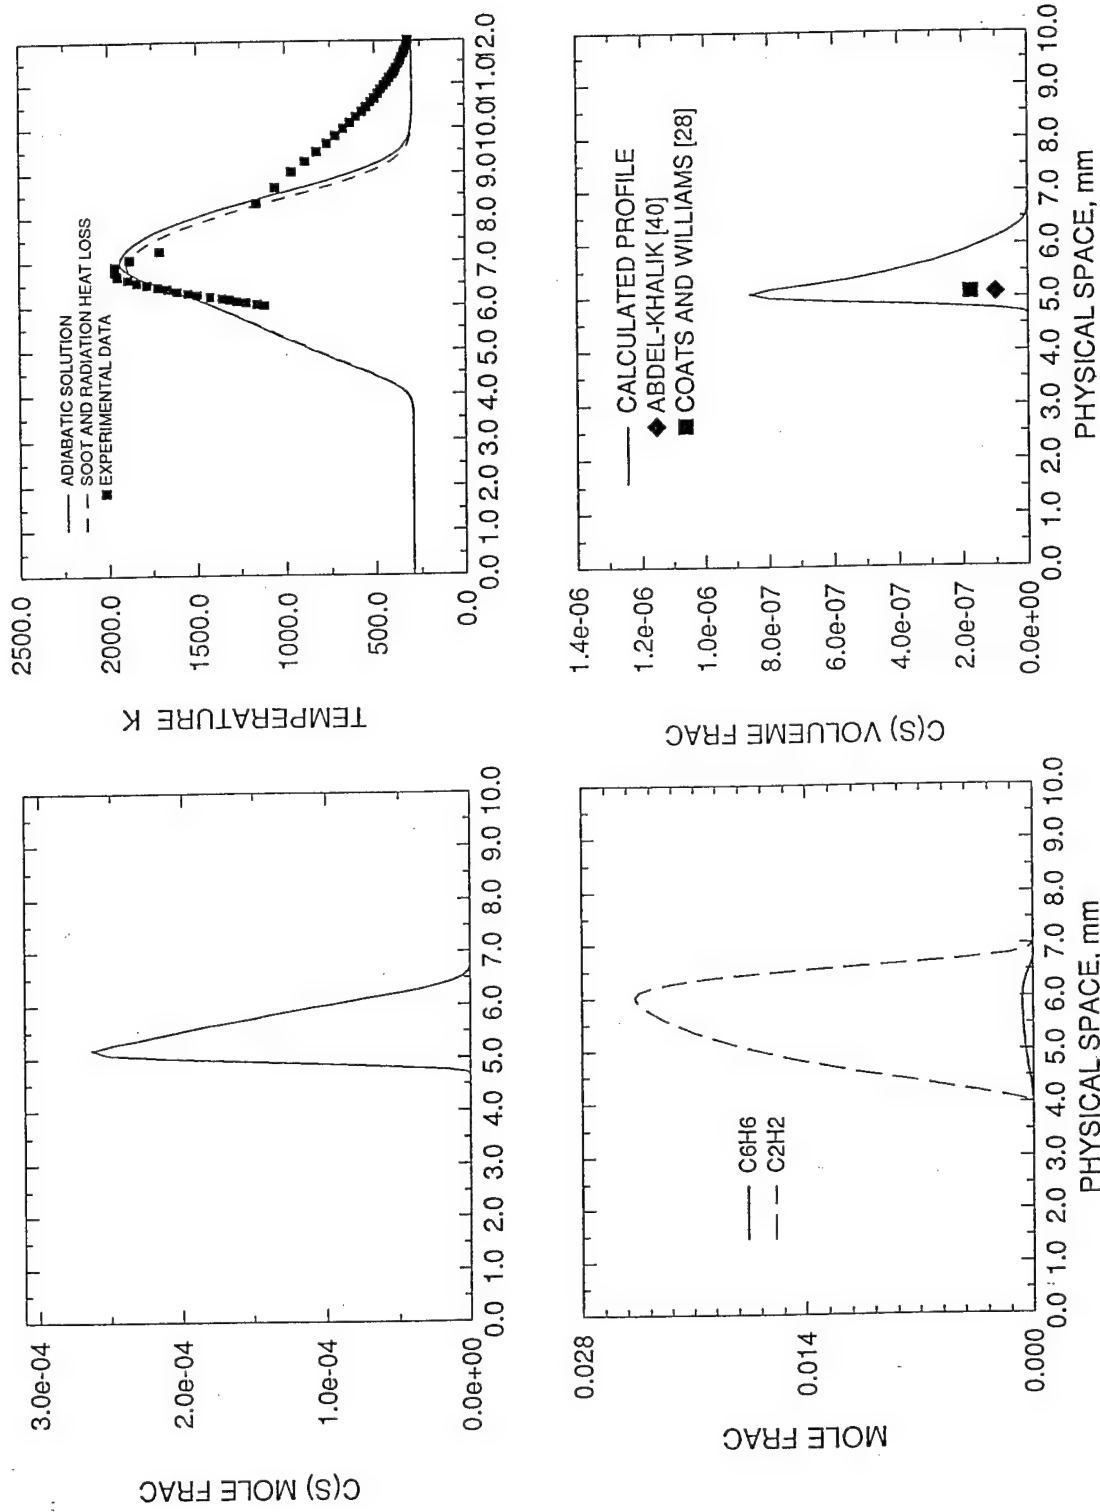 3.0e-04
2.0e-04
1.0e-04
0.0e+00
C(S) MOLE FRAC
0.0 1.0 2.0 3.0 4.0 5.0 6.0 7.0 8.0 9.0 10.0
2500.0
2000.0
1500.0
1000.0
500.0
0.0
TEMPERATURE K
ADIABATIC SOLUTION
SOOT AND RADIATION HEAT LOSS
EXPERIMENTAL DATA
0.0 1.0 2.0 3.0 4.0 5.0 6.0 7.0 8.0 9.0 10.0 11.0 12.0
0.028
0.014
0.000
MOLE FRAC
C6H6
C2H2
0.0 1.0 2.0 3.0 4.0 5.0 6.0 7.0 8.0 9.0 10.0
PHYSICAL SPACE, mm
1.4e-06
1.2e-06
1.0e-06
8.0e-07
6.0e-07
4.0e-07
2.0e-07
0.0e+00
C(S) VOLUEME FRAC
CALCULATED PROFILE
ABDEL-KHALIK [40]
COATS AND WILLIAMS [28]
0.0 1.0 2.0 3.0 4.0 5.0 6.0 7.0 8.0 9.0 10.0
PHYSICAL SPACE, mm